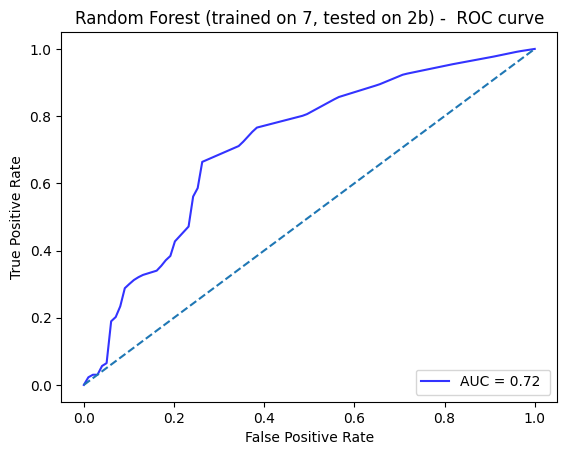 Random Forest (trained on 7, tested on 2b) -  ROC curve
True Positive Rate
1.0
0.8
0.6
0.4
0.2
0.0
AUC = 0.72
0.0 0.2 0.4 0.6 0.8 1.0
False Positive Rate